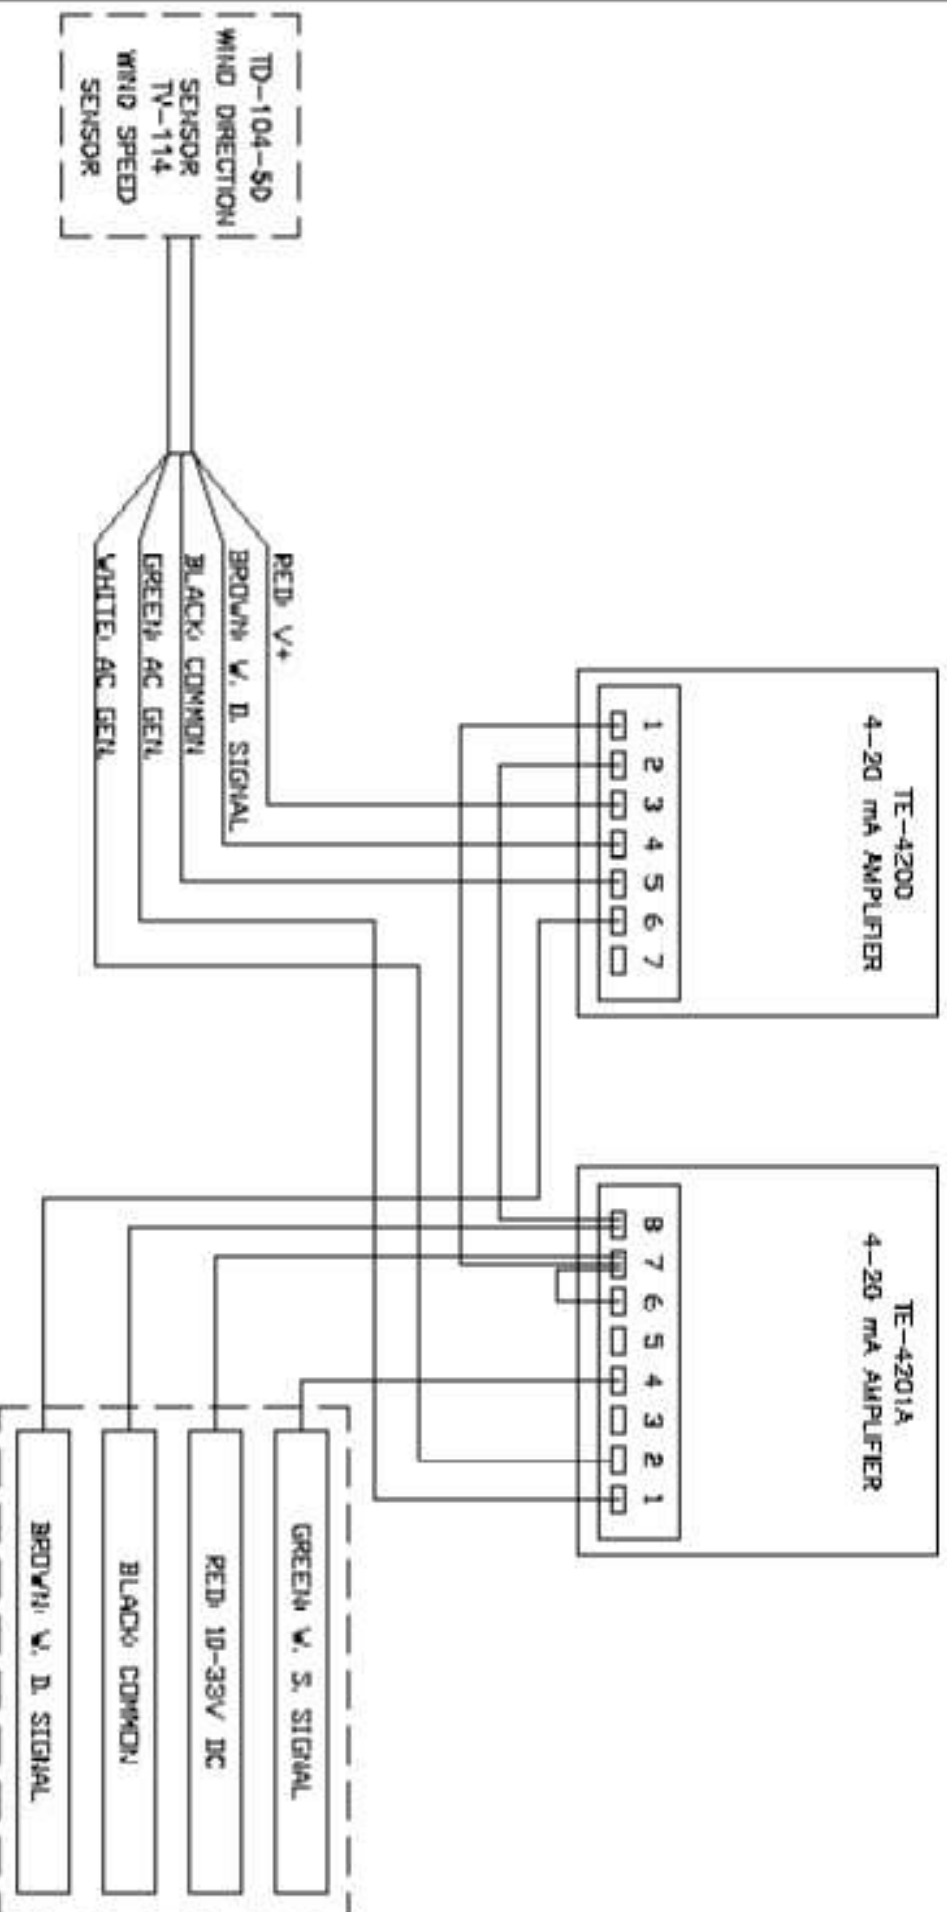 TE-4200
4-20 mA AMPLIFIER
1 2 3 4 5 6 7
TE-4201A
4-20 mA AMPLIFIER
8 7 6 5 4 3 2 1
TD-104-5D
WIND DIRECTION
SENSOR
TV-114
WIND SPEED
SENSOR
RED: V+
BROWN: W. D. SIGNAL
BLACK: COMMON
GREEN: AC GEN.
WHITE: AC GEN.
GREEN: W. S. SIGNAL
RED: 10-33V DC
BLACK: COMMON
BROWN: W. D. SIGNAL